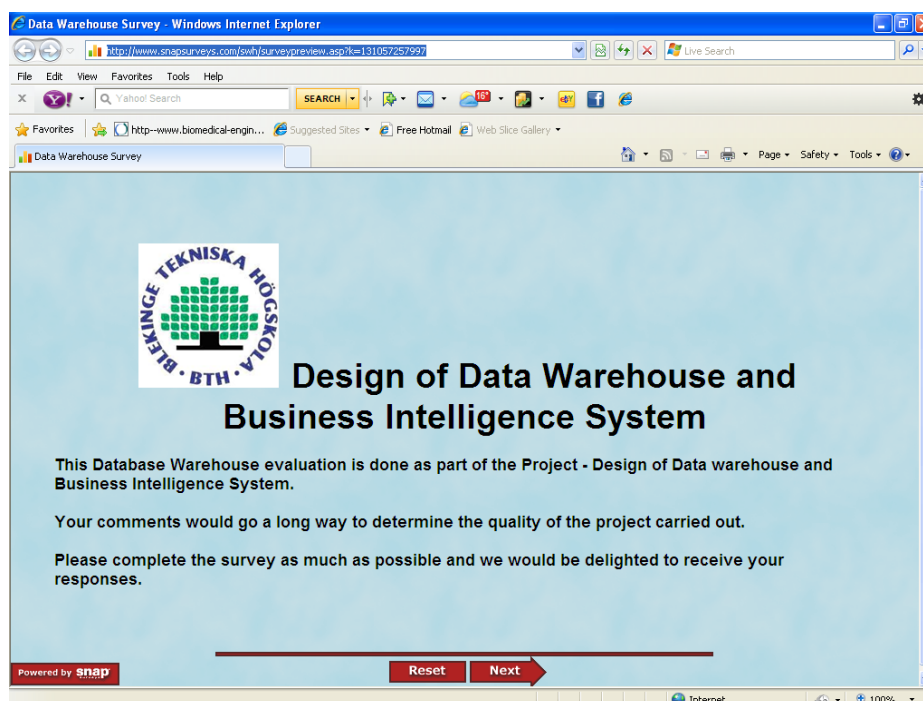 Data Warehouse Survey - Windows Internet Explorer
http://www.snapsurveys.com/swh/surveypreview.asp?k=131057257997
Live Search
File Edit View Favorites Tools Help
Yahoo! Search SEARCH 16° eBY
Favorites http--www.biomedical-engin... Suggested Sites Free Hotmail Web Slice Gallery
Data Warehouse Survey Page Safety Tools
BLEKINGE TEKNISKA HÖGSKOLA
BTH
Design of Data Warehouse and
Business Intelligence System
This Database Warehouse evaluation is done as part of the Project - Design of Data warehouse and
Business Intelligence System.
Your comments would go a long way to determine the quality of the project carried out.
Please complete the survey as much as possible and we would be delighted to receive your
responses.
Powered by snap Reset Next
Internet 100%